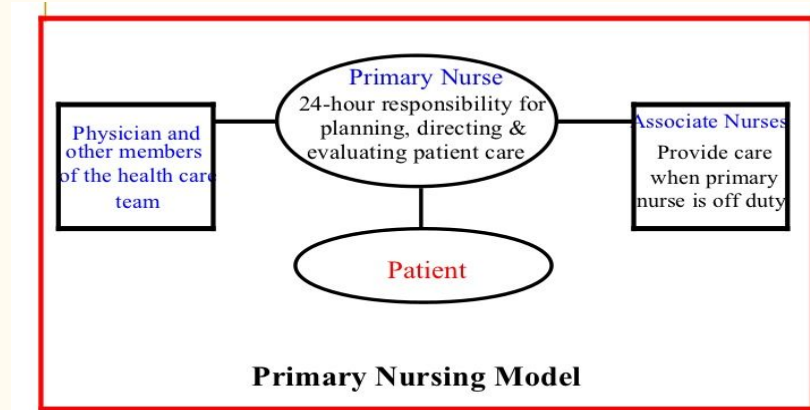 Primary Nurse
24-hour responsibility for
planning, directing &
evaluating patient care
Physician and
other members
of the health care
team
Associate Nurses
Provide care
when primary
nurse is off duty
Patient
Primary Nursing Model